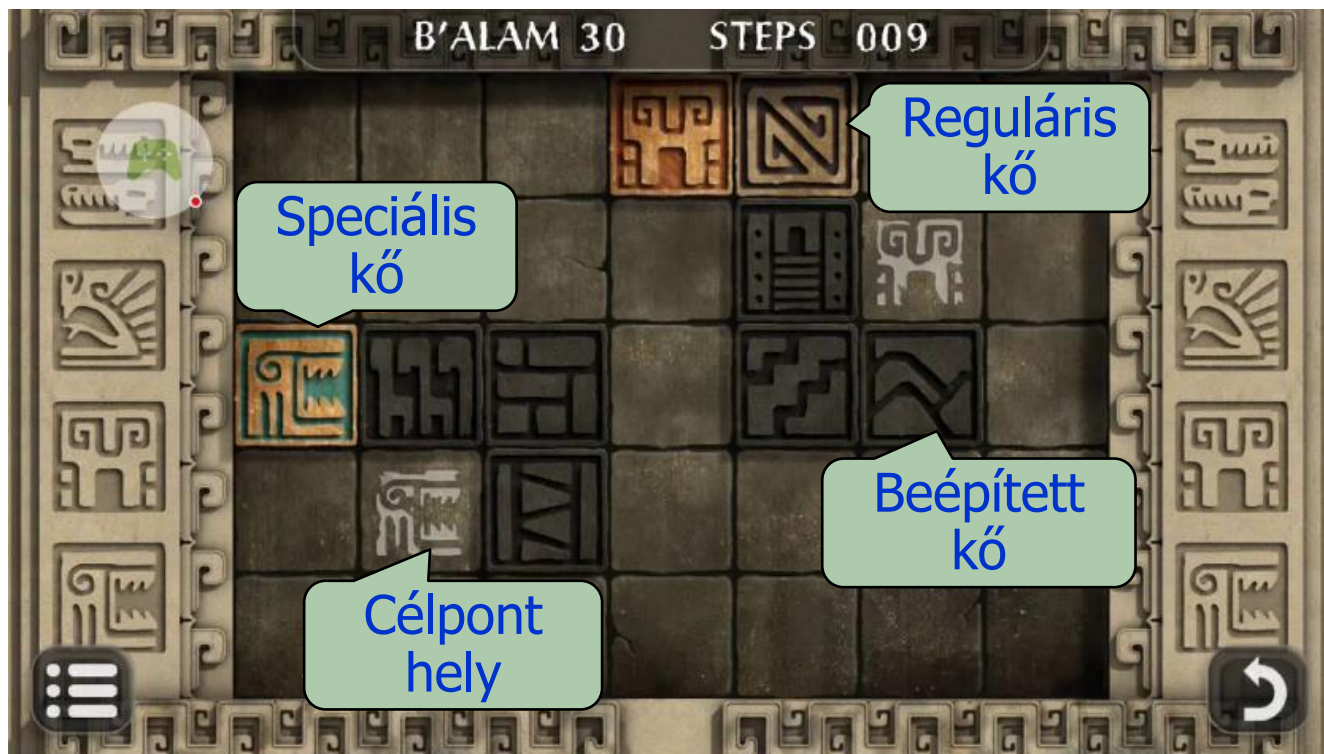 B’ALAM 30 STEPS 009
Reguláris
kő
Speciális
kő
Beépített
kő
Célpont
hely